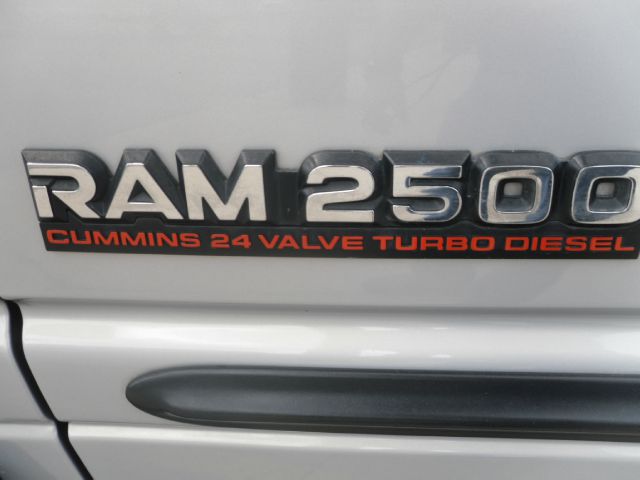 RAM 2500
CUMMINS 24 VALVE TURBO DIESEL